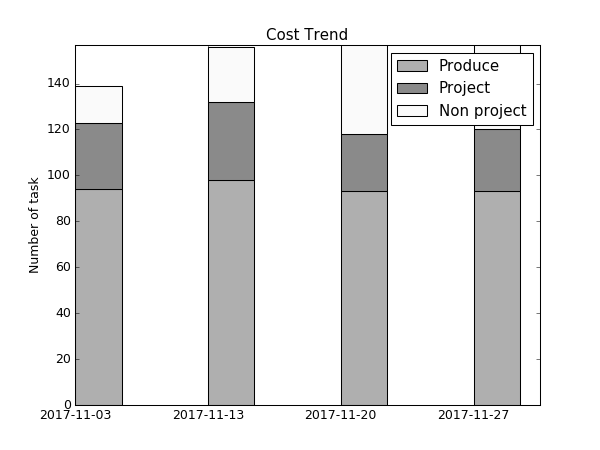 Cost Trend
Produce
Project
Non project
Number of task
140
120
100
80
60
40
20
0
2017-11-03
2017-11-13
2017-11-20
2017-11-27